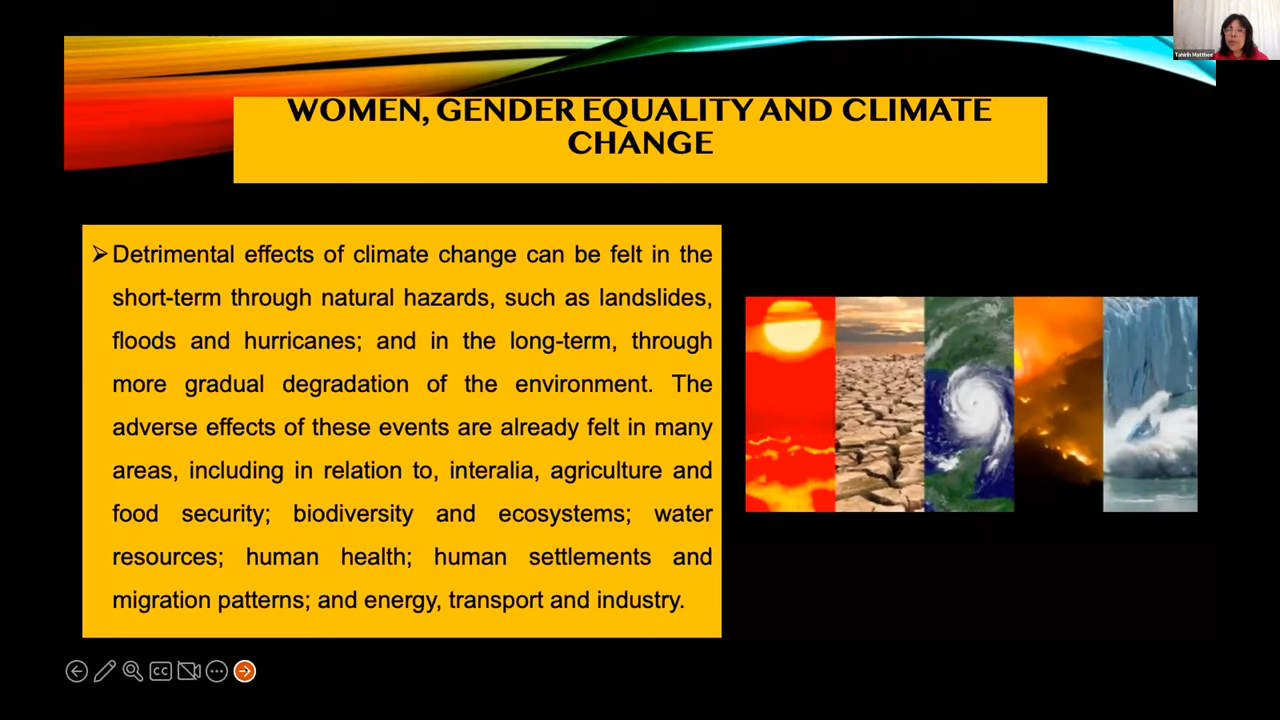 Tahirih Matthee
WOMEN, GENDER EQUALITY AND CLIMATE
CHANGE
➢ Detrimental effects of climate change can be felt in the
short-term through natural hazards, such as landslides,
floods and hurricanes; and in the long-term, through
more gradual degradation of the environment. The
adverse effects of these events are already felt in many
areas, including in relation to, interalia, agriculture and
food security; biodiversity and ecosystems; water
resources; human health; human settlements and
migration patterns; and energy, transport and industry.
CC